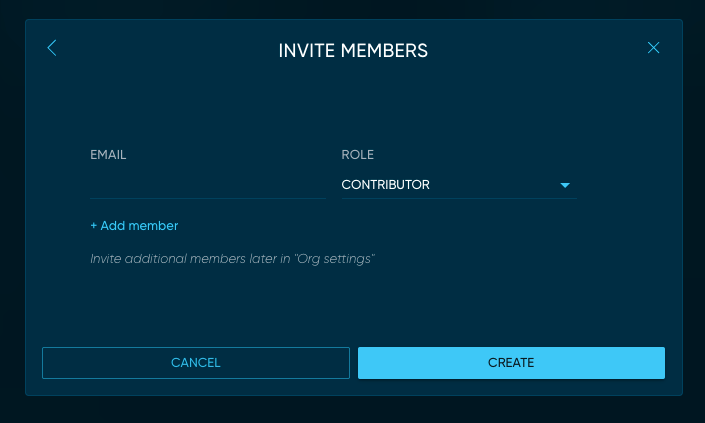 INVITE MEMBERS
EMAIL
ROLE
CONTRIBUTOR
+ Add member
Invite additional members later in "Org settings"
CANCEL
CREATE